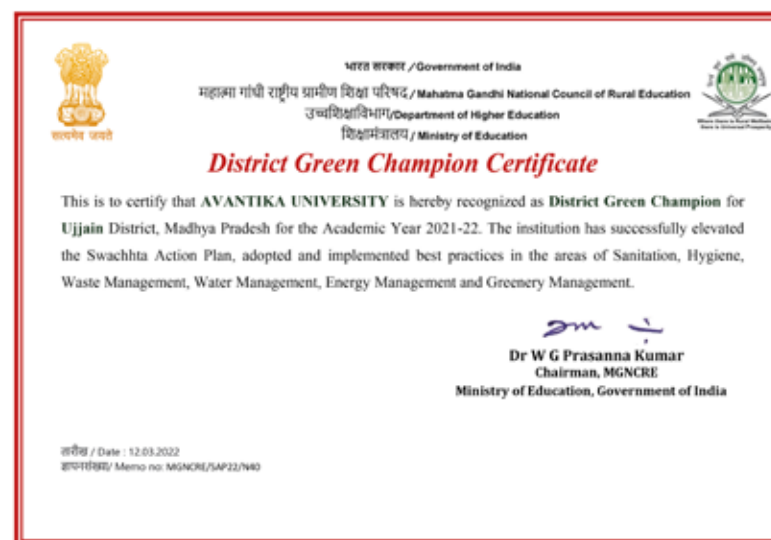 भारत सरकार /Government of India
महात्मा गांधी राष्ट्रीय ग्रामीण शिक्षा परिषद / Mahatma Gandhi National Council of Rural Education
उच्चशिक्षाविभाग/Department of Higher Education
शिक्षामंत्रालय / Ministry of Education
सत्यमेव जयते
District Green Champion Certificate
This is to certify that AVANTIKA UNIVERSITY is hereby recognized as District Green Champion for
Ujjain District, Madhya Pradesh for the Academic Year 2021-22. The institution has successfully elevated
the Swachhta Action Plan, adopted and implemented best practices in the areas of Sanitation, Hygiene,
Waste Management, Water Management, Energy Management and Greenery Management.
Dr W G Prasanna Kumar
Chairman, MGNCRE
Ministry of Education, Government of India
तारीख / Date : 12.03.2022
ज्ञापनसंख्या/ Memo no: MGNCRE/SAP22/N40